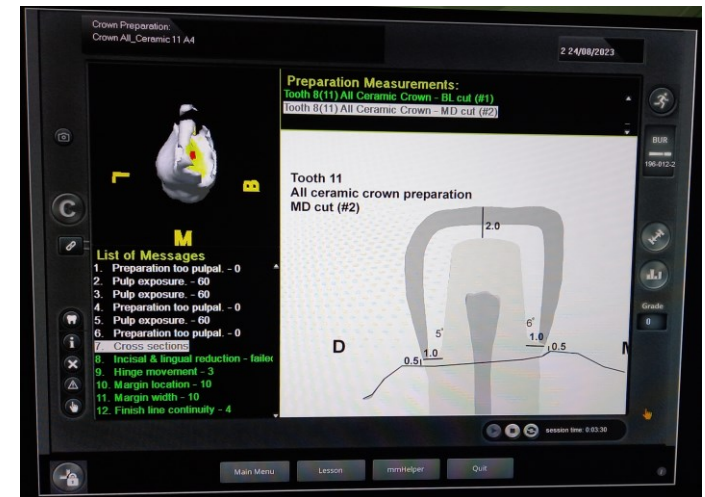 Crown Preparation:
Crown All_Ceramic 11 A4
2 24/08/2023
Preparation Measurements:
Tooth 8(11) All Ceramic Crown - BL cut (#1)
Tooth 8(11) All Ceramic Crown - MD cut (#2)
BUR
196-012-2
L
B
M
Tooth 11
All ceramic crown preparation
MD cut (#2)
2.0
5°
6°
D
0.5
1.0
1.0
0.5
List of Messages
1. Preparation too pulpal. - 0
2. Pulp exposure. - 60
3. Pulp exposure. - 60
4. Preparation too pulpal. - 0
5. Pulp exposure. - 60
6. Preparation too pulpal. - 0
7. Cross sections
8. Incisal & lingual reduction - failed
9. Hinge movement - 3
10. Margin location - 10
11. Margin width - 10
12. Finish line continuity - 4
C
i
Grade
0
session time: 0:03:30
Main Menu
Lesson
mmHelper
Quit